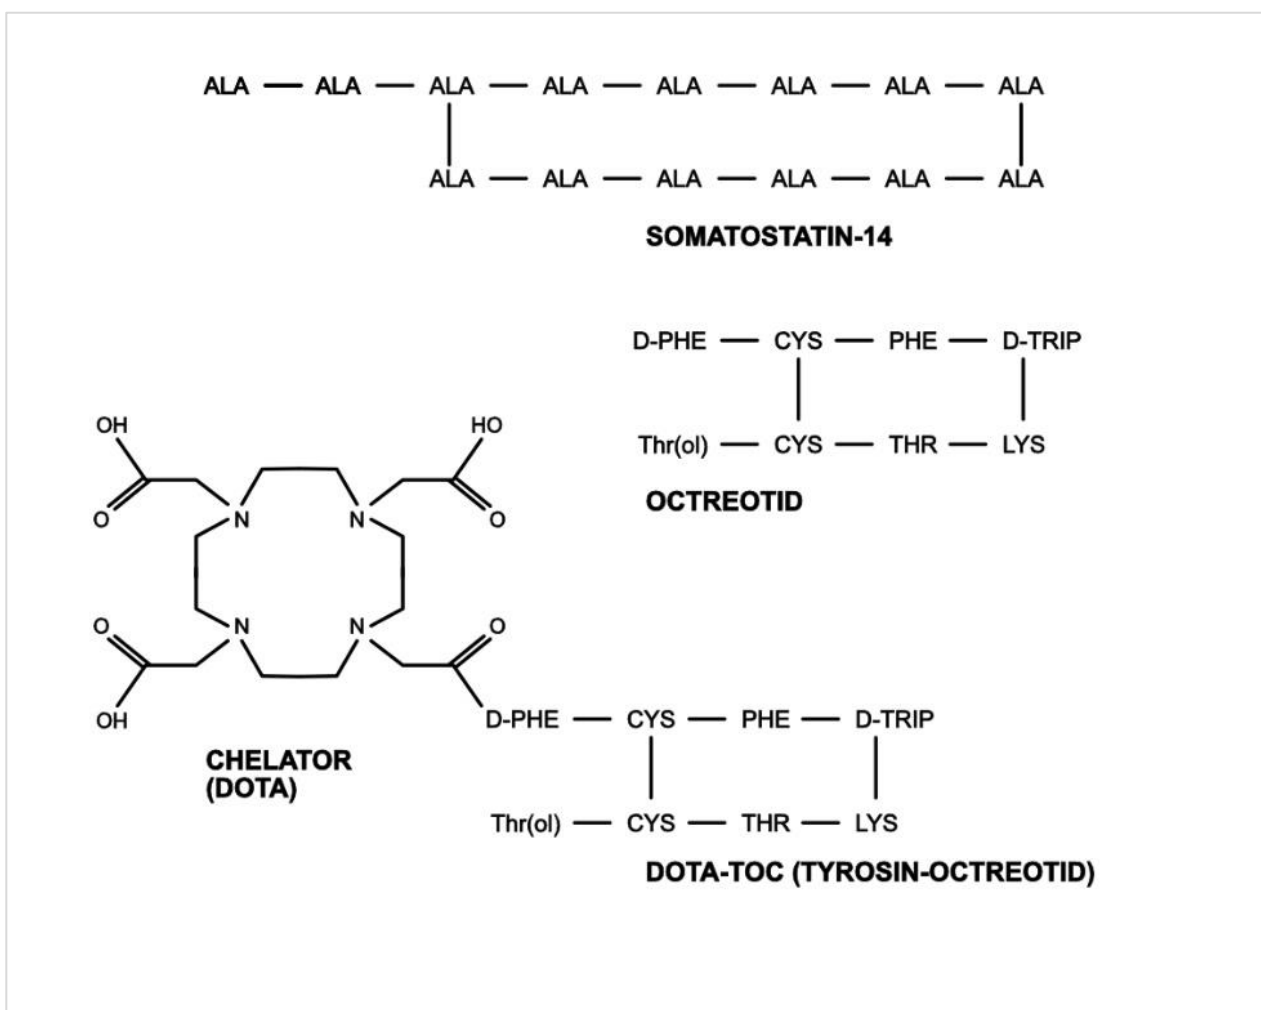 ALA — ALA — ALA — ALA — ALA — ALA — ALA — ALA
ALA — ALA — ALA — ALA — ALA — ALA
SOMATOSTATIN-14
D-PHE — CYS — PHE — D-TRIP
Thr(ol) — CYS — THR — LYS
OCTREOTID
OH HO
O N N O
O N N O
OH
D-PHE — CYS — PHE — D-TRIP
CHELATOR
(DOTA)
Thr(ol) — CYS — THR — LYS
DOTA-TOC (TYROSIN-OCTREOTID)